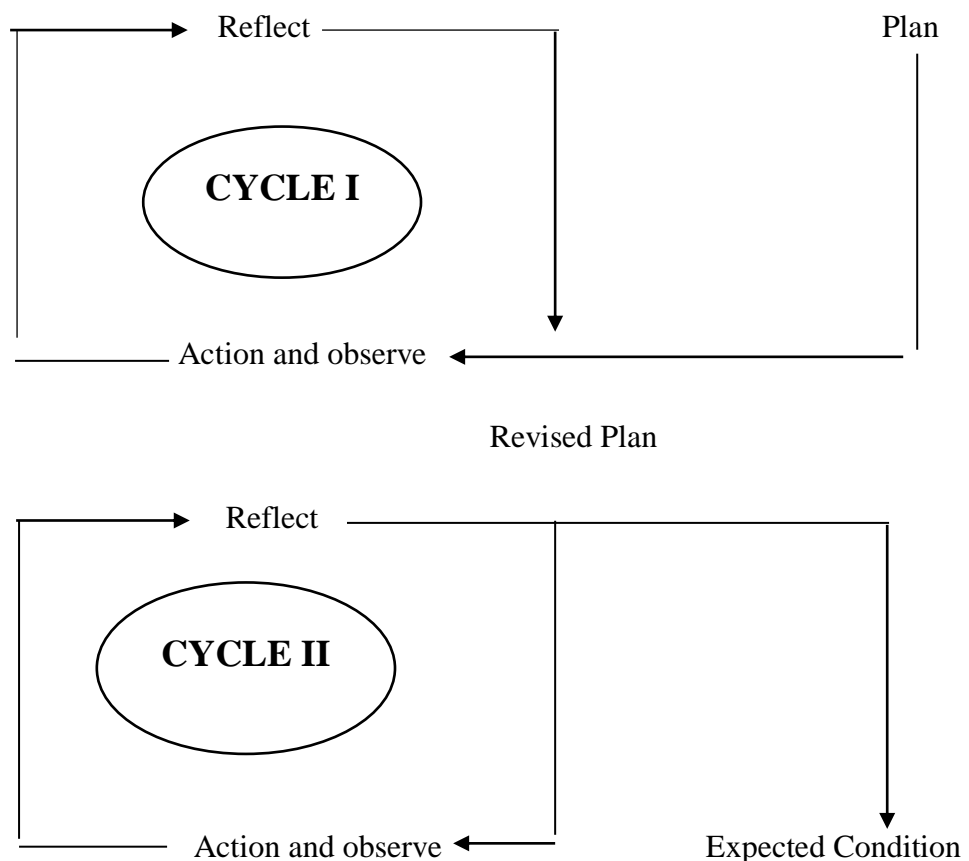 Reflect
Plan
CYCLE I
Action and observe
Revised Plan
Reflect
CYCLE II
Action and observe
Expected Condition